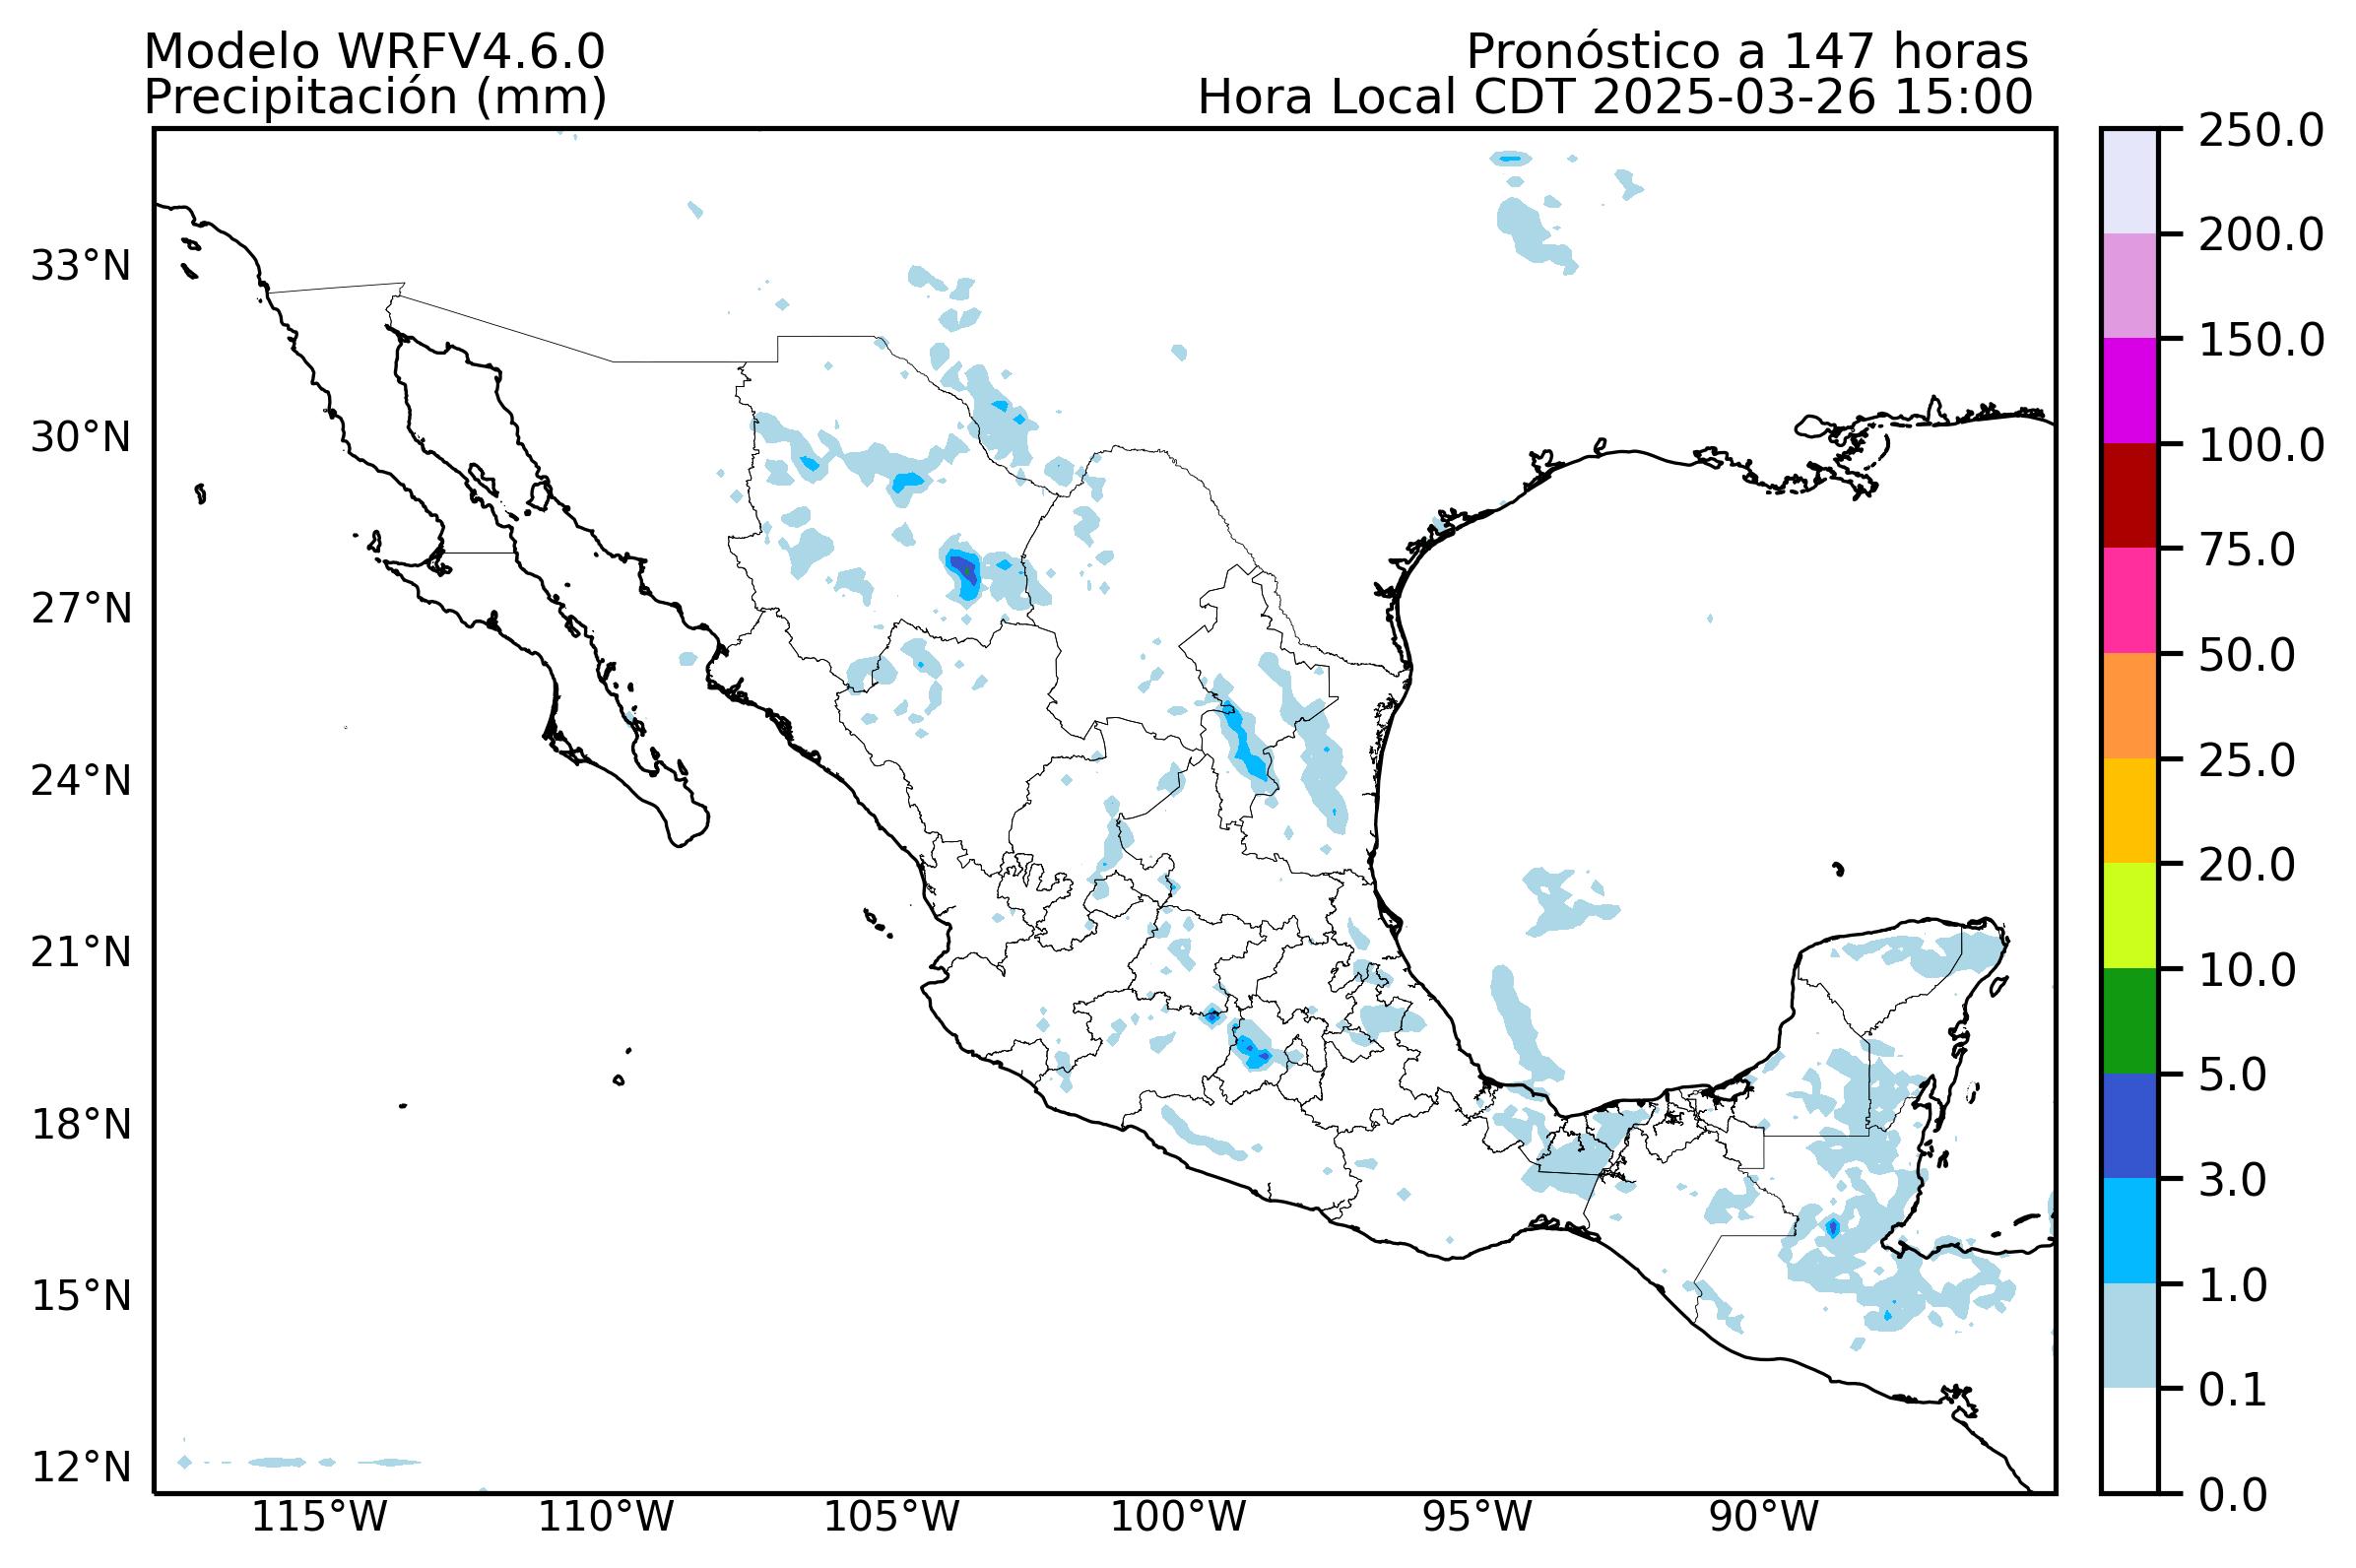 Modelo WRFV4.6.0
Pronóstico a 147 horas
Precipitación (mm)
Hora Local CDT 2025-03-26 15:00
250.0
200.0
150.0
100.0
75.0
50.0
25.0
20.0
10.0
5.0
3.0
1.0
0.1
0.0
33°N
30°N
27°N
24°N
21°N
18°N
15°N
12°N
115°W
110°W
105°W
100°W
95°W
90°W